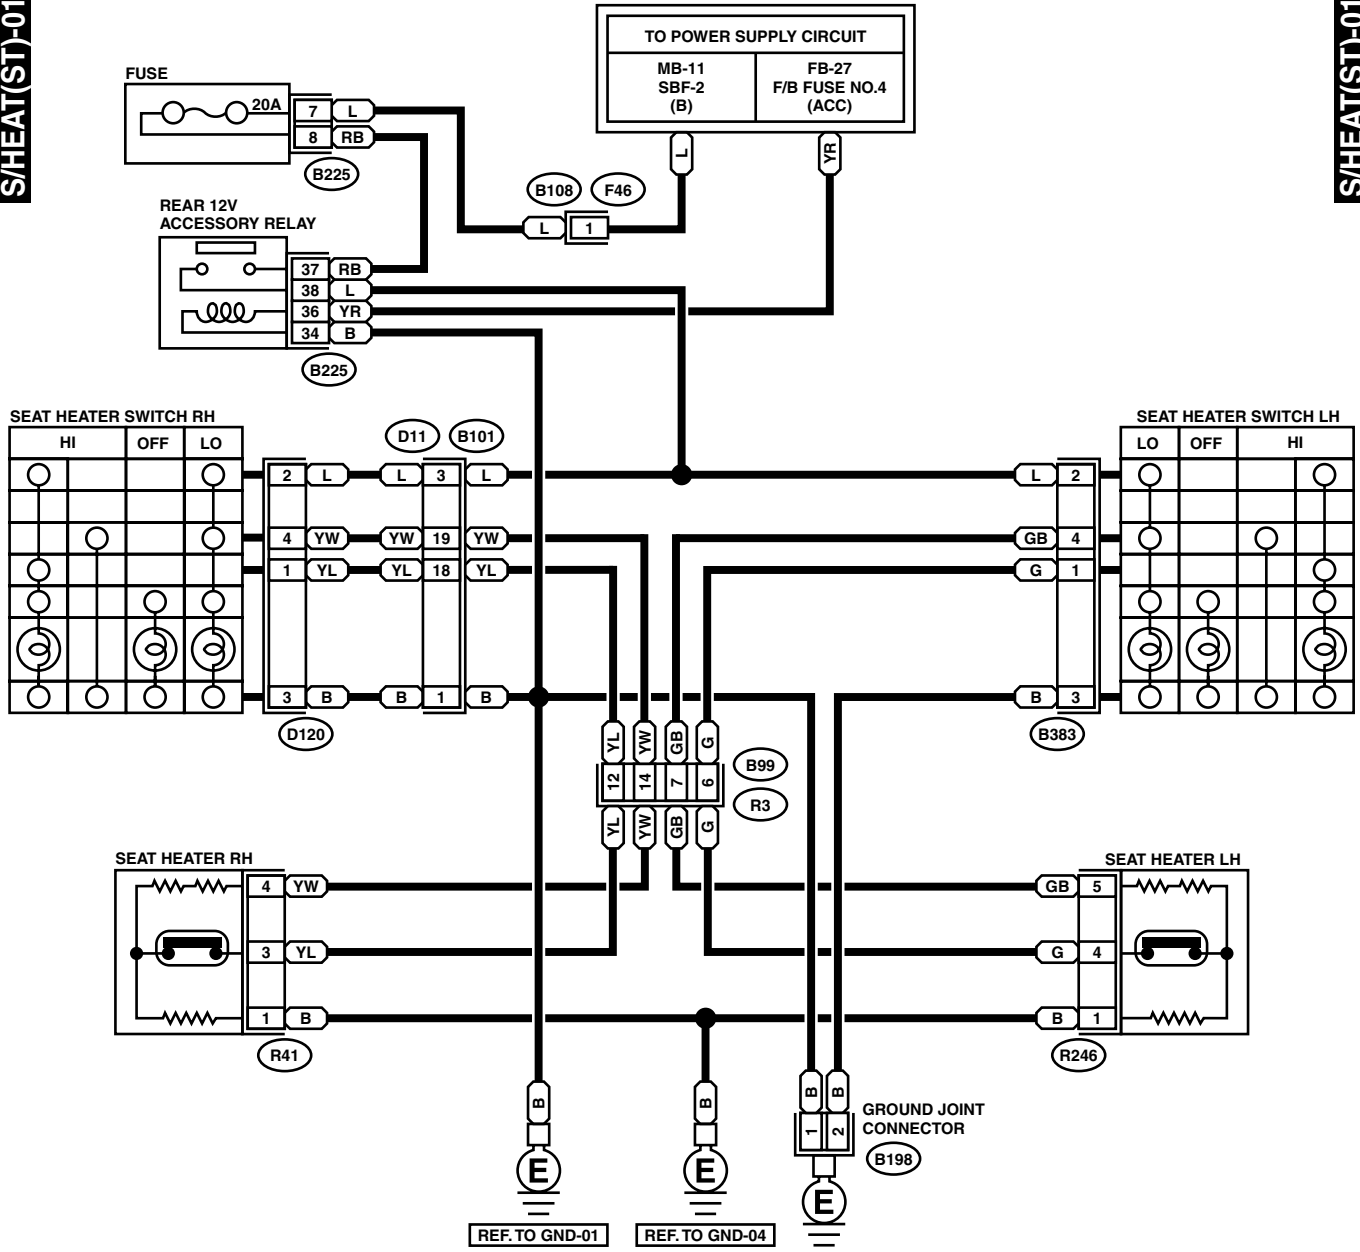 S/HEAT(ST)-01
S/HEAT(ST)-01
TO POWER SUPPLY CIRCUIT
MB-11
SBF-2
(B)
FB-27
F/B FUSE NO.4
(ACC)
L
YR
FUSE
20A
7 L
8 RB
B225
B108 F46
L 1
REAR 12V
ACCESSORY RELAY
37 RB
38 L
36 YR
34 B
B225
SEAT HEATER SWITCH RH
HI OFF LO
D11 B101
2 L L 3 L
4 YW YW 19 YW
1 YL YL 18 YL
3 B B 1 B
D120
SEAT HEATER SWITCH LH
LO OFF HI
L 2
GB 4
G 1
B 3
B383
YL YW GB G
12 14 7 6
YL YW GB G
B99
R3
SEAT HEATER RH
4 YW
3 YL
1 B
R41
SEAT HEATER LH
GB 5
G 4
B 1
R246
B
E
REF. TO GND-01
B
E
REF. TO GND-04
B B
1 2
GROUND JOINT
CONNECTOR
B198
E